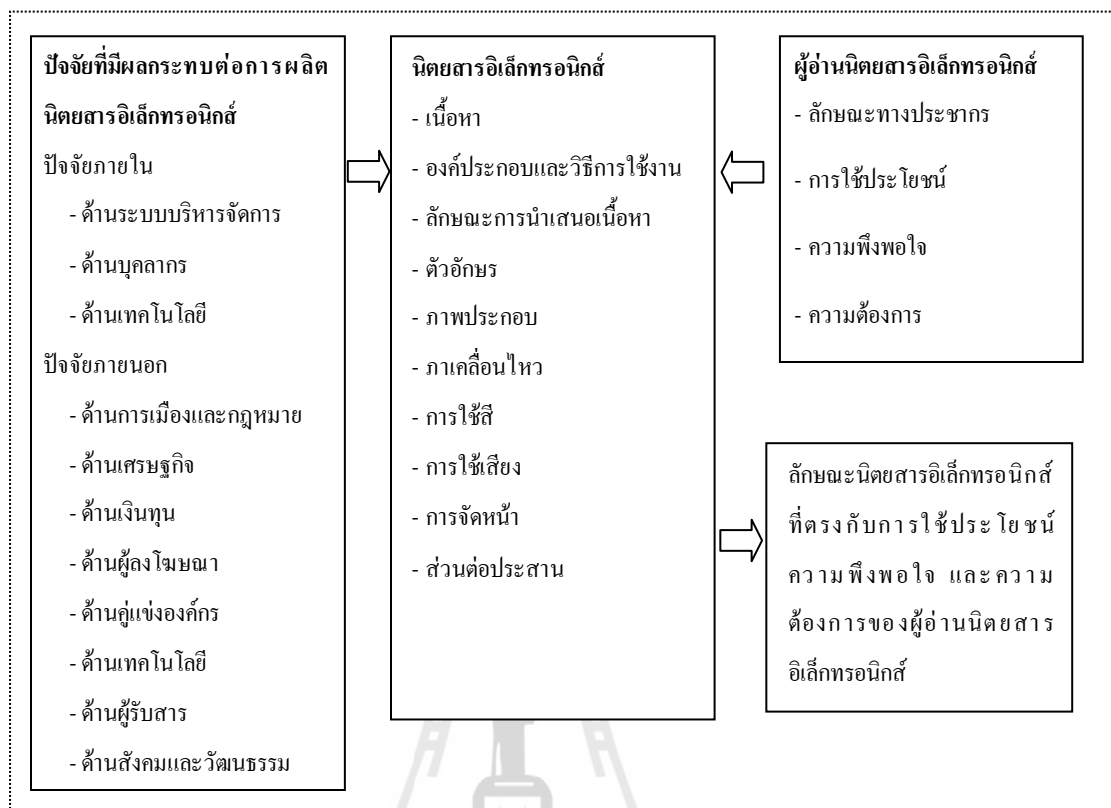 ปัจจัยที่มีผลกระทบต่อการผลิต
นิตยสารอิเล็กทรอนิกส์
ปัจจัยภายใน
- ด้านระบบบริหารจัดการ
- ด้านบุคลากร
- ด้านเทคโนโลยี
ปัจจัยภายนอก
- ด้านการเมืองและกฎหมาย
- ด้านเศรษฐกิจ
- ด้านเงินทุน
- ด้านผู้ลงโฆษณา
- ด้านคู่แข่งองค์กร
- ด้านเทคโนโลยี
- ด้านผู้รับสาร
- ด้านสังคมและวัฒนธรรม
นิตยสารอิเล็กทรอนิกส์
- เนื้อหา
- องค์ประกอบและวิธีการใช้งาน
- ลักษณะการนำเสนอเนื้อหา
- ตัวอักษร
- ภาพประกอบ
- ภาเคลื่อนไหว
- การใช้สี
- การใช้เสียง
- การจัดหน้า
- ส่วนต่อประสาน
ผู้อ่านนิตยสารอิเล็กทรอนิกส์
- ลักษณะทางประชากร
- การใช้ประโยชน์
- ความพึงพอใจ
- ความต้องการ
ลักษณะนิตยสารอิเล็กทรอนิกส์
ที่ตรงกับการใช้ประโยชน์
ความพึงพอใจ และความ
ต้องการของผู้อ่านนิตยสาร
อิเล็กทรอนิกส์